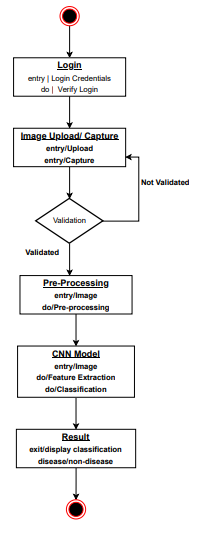 Login
entry | Login Credentials
do | Verify Login
Image Upload/ Capture
entry/Upload
entry/Capture
Not Validated
Validation
Validated
Pre-Processing
entry/Image
do/Pre-processing
CNN Model
entry/Image
do/Feature Extraction
do/Classification
Result
exit/display classification
disease/non-disease